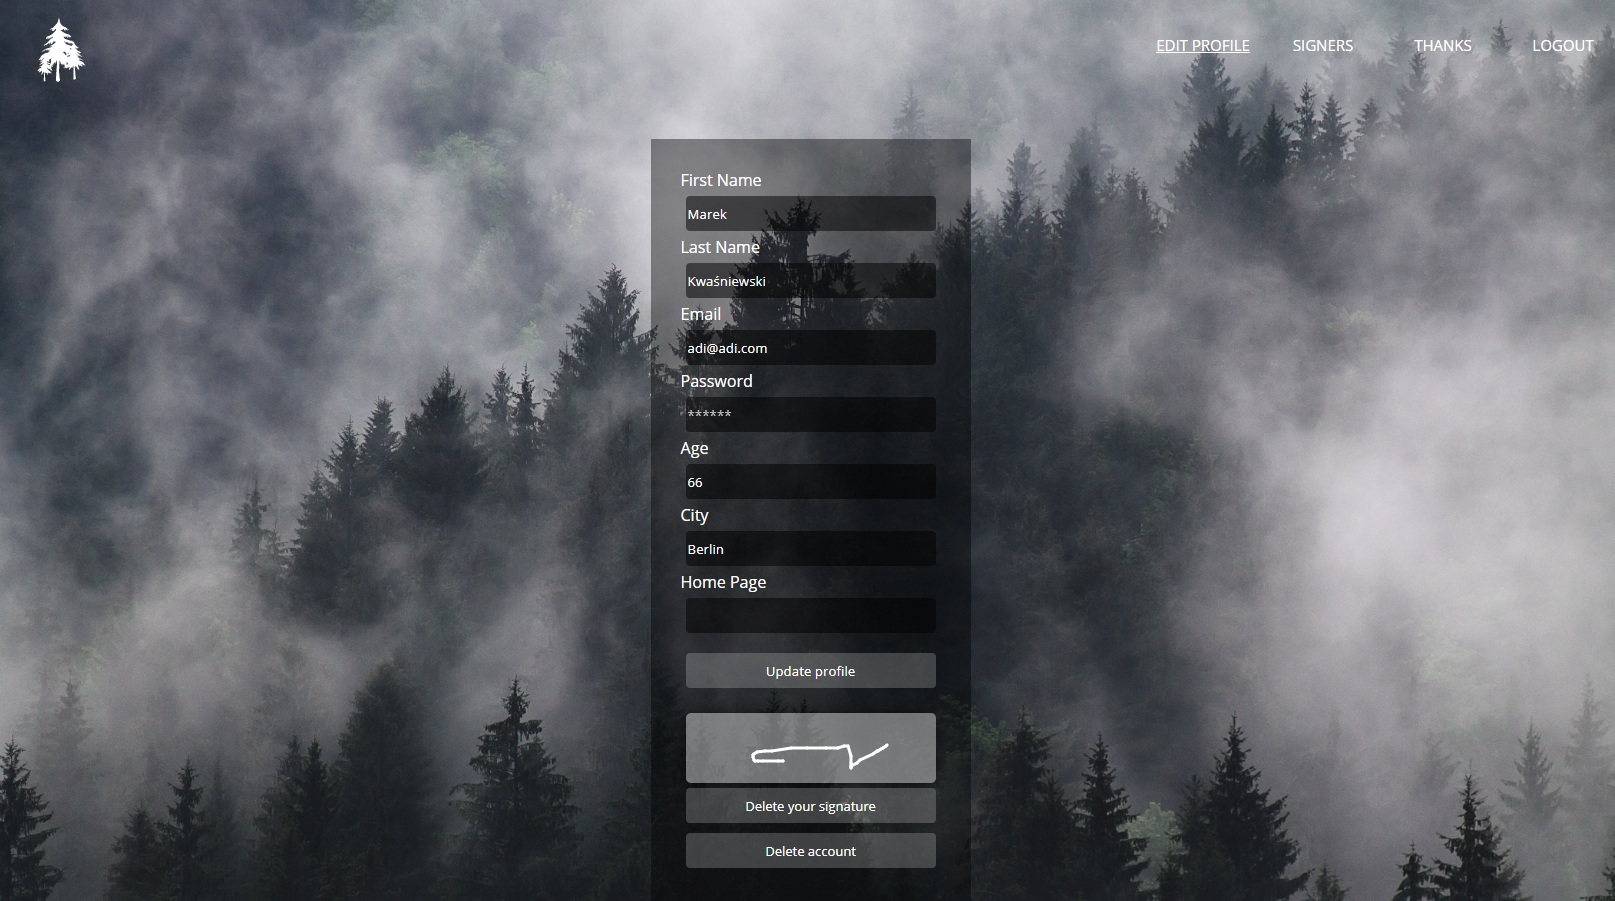 EDIT PROFILE SIGNERS THANKS LOGOUT
First Name
Marek
Last Name
Kwaśniewski
Email
adi@adi.com
Password
******
Age
66
City
Berlin
Home Page
Update profile
Delete your signature
Delete account